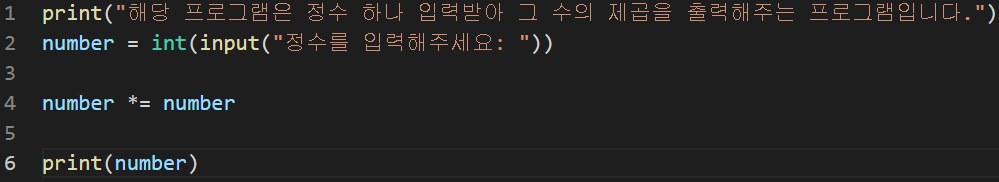 1 print("해당 프로그램은 정수 하나 입력받아 그 수의 제곱을 출력해주는 프로그램입니다.")
2 number = int(input("정수를 입력해주세요: "))
3
4 number *= number
5
6 print(number)